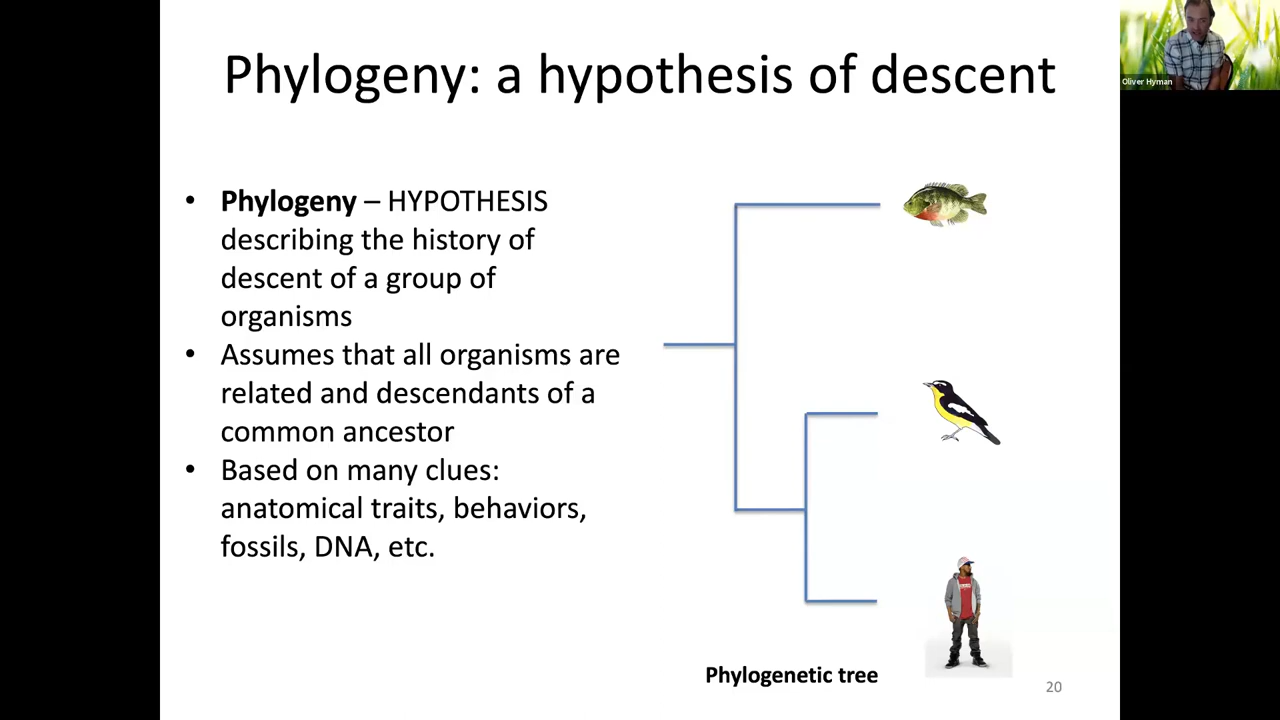 Phylogeny: a hypothesis of descent
Oliver Hyman
• Phylogeny – HYPOTHESIS
describing the history of
descent of a group of
organisms
• Assumes that all organisms are
related and descendants of a
common ancestor
• Based on many clues:
anatomical traits, behaviors,
fossils, DNA, etc.
Phylogenetic tree
20